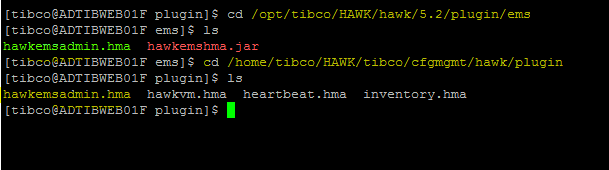 [tibco@ADTIBWEB01F plugin]$ cd /opt/tibco/HAWK/hawk/5.2/plugin/ems
[tibco@ADTIBWEB01F ems]$ ls
hawkemsadmin.hma  hawkemshma.jar
[tibco@ADTIBWEB01F ems]$ cd /home/tibco/HAWK/tibco/cfgmgmt/hawk/plugin
[tibco@ADTIBWEB01F plugin]$ ls
hawkemsadmin.hma  hawkvm.hma  heartbeat.hma  inventory.hma
[tibco@ADTIBWEB01F plugin]$